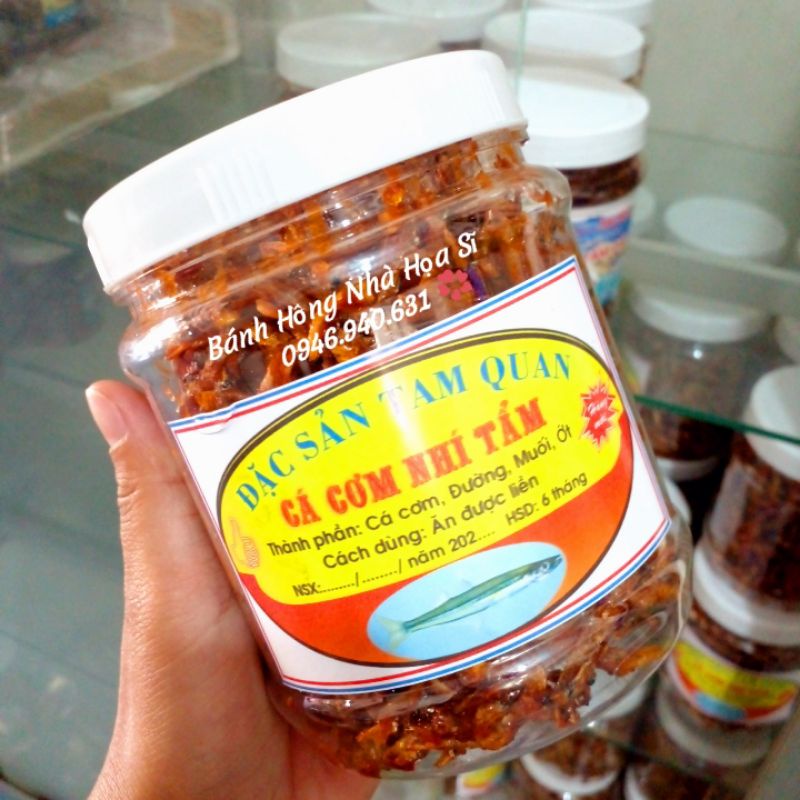 Bánh Hồng Nhà Họa Sĩ
0946.940.631
ĐẶC SẢN TAM QUAN
CÁ CƠM NHÍ TẨM
Thành phần: Cá cơm, Đường, Muối, Ớt
Cách dùng: Ăn được liền
NSX:......../......../ năm 202.... HSD: 6 tháng